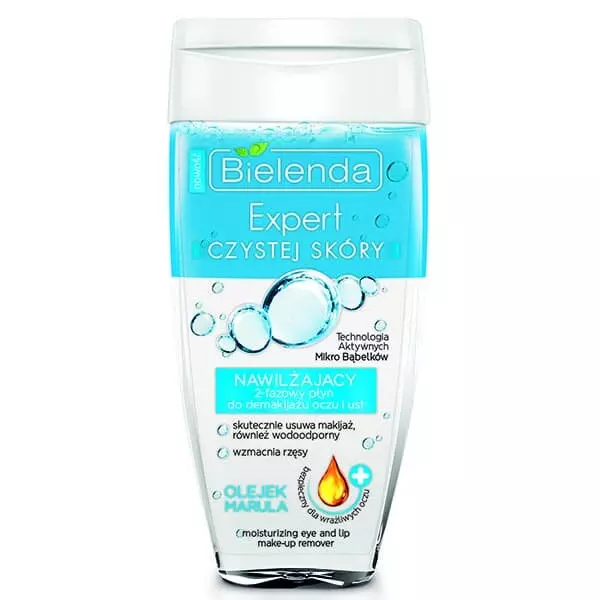 nowość
Bielenda
Expert
CZYSTEJ SKÓRY
Technologia
Aktywnych
Mikro Bąbelków
NAWILŻAJĄCY
2-fazowy płyn
do demakijażu oczu i ust
skutecznie usuwa makijaż,
również wodoodporny
wzmacnia rzęsy
OLEJEK
MARULA
bezpieczny dla wrażliwych oczu
moisturizing eye and lip
make-up remover